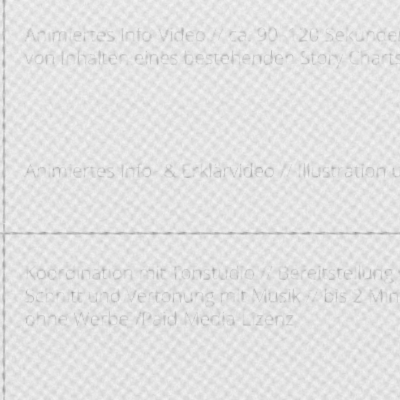 Animiertes Info Video // ca. 90-120 Sekunden
von Inhalten eines bestehenden Story Charts
Animiertes Info- & Erklärvideo // Illustration u
Koordination mit Tonstudio // Bereitstellung
Schnitt und Vertonung mit Musik // bis 2 Min
ohne Werbe-/Paid Media Lizenz